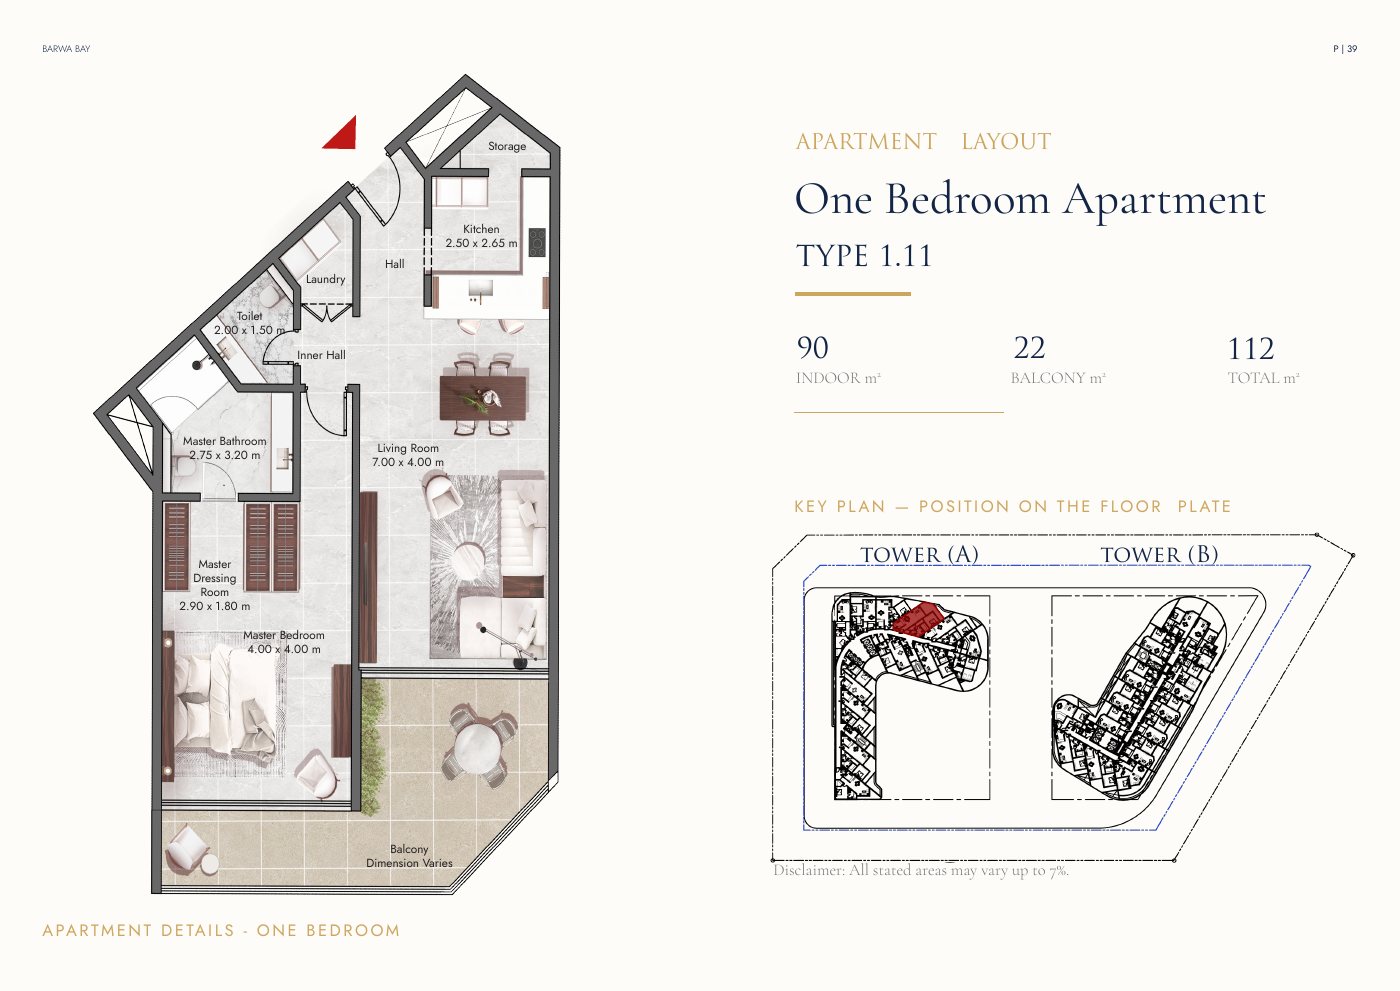 BARWA BAY
P | 39
Storage
Kitchen
2.50 x 2.65 m
Hall
Laundry
Toilet
2.00 x 1.50 m
Inner Hall
Master Bathroom
2.75 x 3.20 m
Living Room
7.00 x 4.00 m
Master
Dressing
Room
2.90 x 1.80 m
Master Bedroom
4.00 x 4.00 m
Balcony
Dimension Varies
APARTMENT DETAILS - ONE BEDROOM
APARTMENT LAYOUT
One Bedroom Apartment
TYPE 1.11
90
INDOOR m²
22
BALCONY m²
112
TOTAL m²
KEY PLAN — POSITION ON THE FLOOR PLATE
TOWER (A)
TOWER (B)
Disclaimer: All stated areas may vary up to 7%.